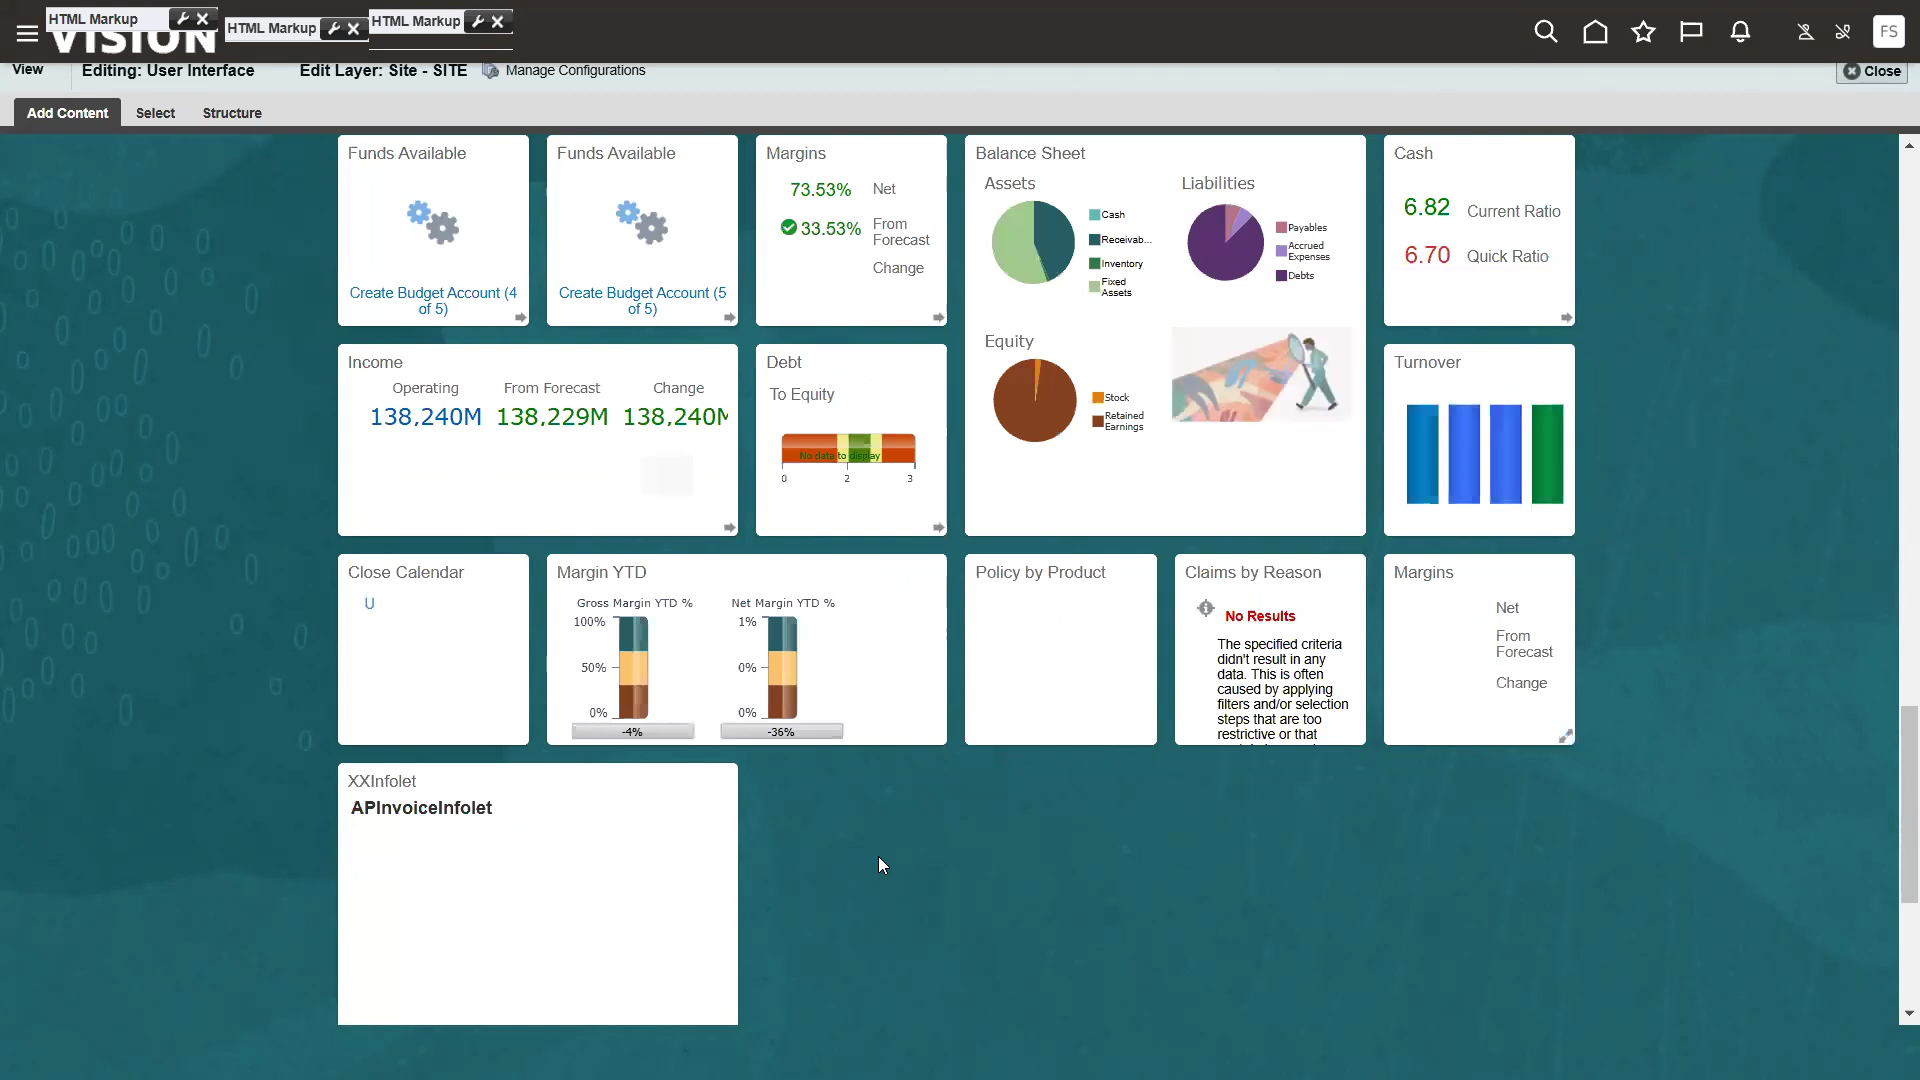 HTML Markup
HTML Markup
HTML Markup
VISION
FS
View
Editing: User Interface
Edit Layer: Site - SITE
Manage Configurations
Close
Add Content
Select
Structure
Funds Available
Create Budget Account (4
of 5)
Funds Available
Create Budget Account (5
of 5)
Margins
73.53% Net
33.53% From
Forecast
Change
Balance Sheet
Assets
Cash
Receivab...
Inventory
Fixed
Assets
Liabilities
Payables
Accrued
Expenses
Debts
Equity
Stock
Retained
Earnings
Cash
6.82 Current Ratio
6.70 Quick Ratio
Income
Operating From Forecast Change
138,240M 138,229M 138,240M
Debt
To Equity
No data to display
0 2 3
Turnover
Close Calendar
U
Margin YTD
Gross Margin YTD %
100%
50%
0%
-4%
Net Margin YTD %
1%
0%
0%
-36%
Policy by Product
Claims by Reason
No Results
The specified criteria
didn't result in any
data. This is often
caused by applying
filters and/or selection
steps that are too
restrictive or that
Margins
Net
From
Forecast
Change
XXInfolet
APInvoiceInfolet